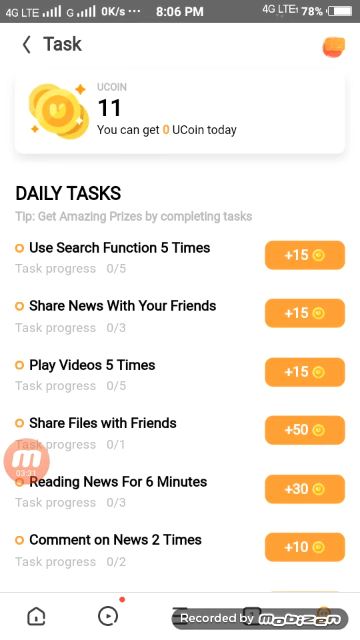 4G LTE G 0K/s ··· 8:06 PM 4G LTE 78%
Task
UCOIN
11
You can get 0 UCoin today
DAILY TASKS
Tip: Get Amazing Prizes by completing tasks
Use Search Function 5 Times
+15
Task progress 0/5
Share News With Your Friends
+15
Task progress 0/3
Play Videos 5 Times
+15
Task progress 0/5
Share Files with Friends
+50
Task progress 0/1
03:31
Reading News For 6 Minutes
+30
Task progress 0/3
Comment on News 2 Times
+10
Task progress 0/2
Recorded by mobizen